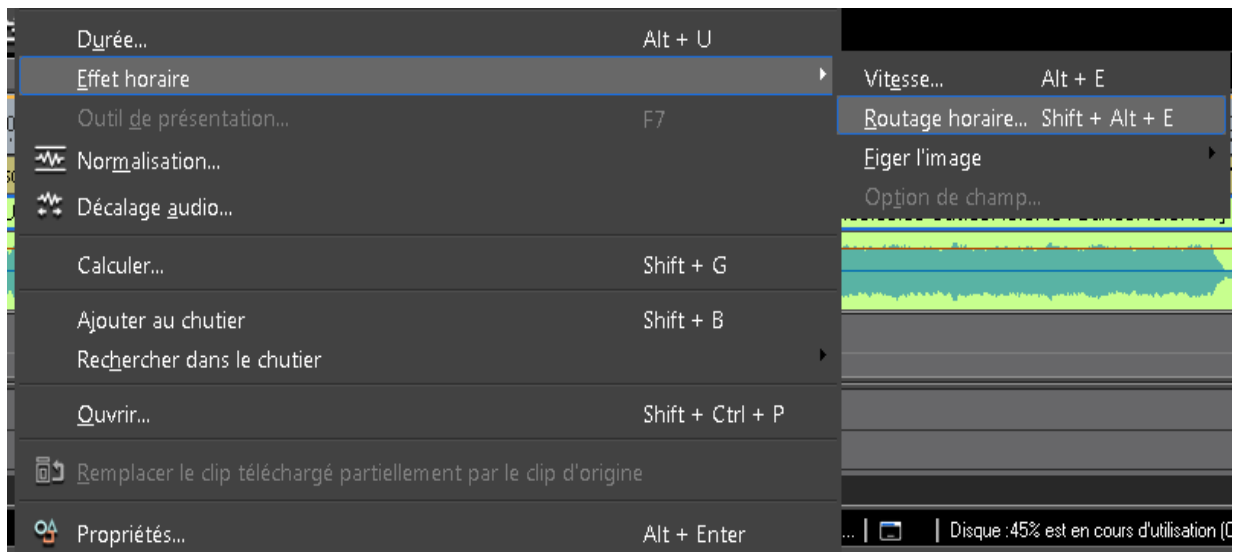 Durée... Alt + U
Effet horaire
Outil de présentation... F7
Normalisation...
Décalage audio...
Calculer... Shift + G
Ajouter au chutier Shift + B
Rechercher dans le chutier
Ouvrir... Shift + Ctrl + P
Remplacer le clip téléchargé partiellement par le clip d'origine
Propriétés... Alt + Enter
Vitesse... Alt + E
Routage horaire... Shift + Alt + E
Figer l'image
Option de champ...
... | | Disque :45% est en cours d'utilisation (